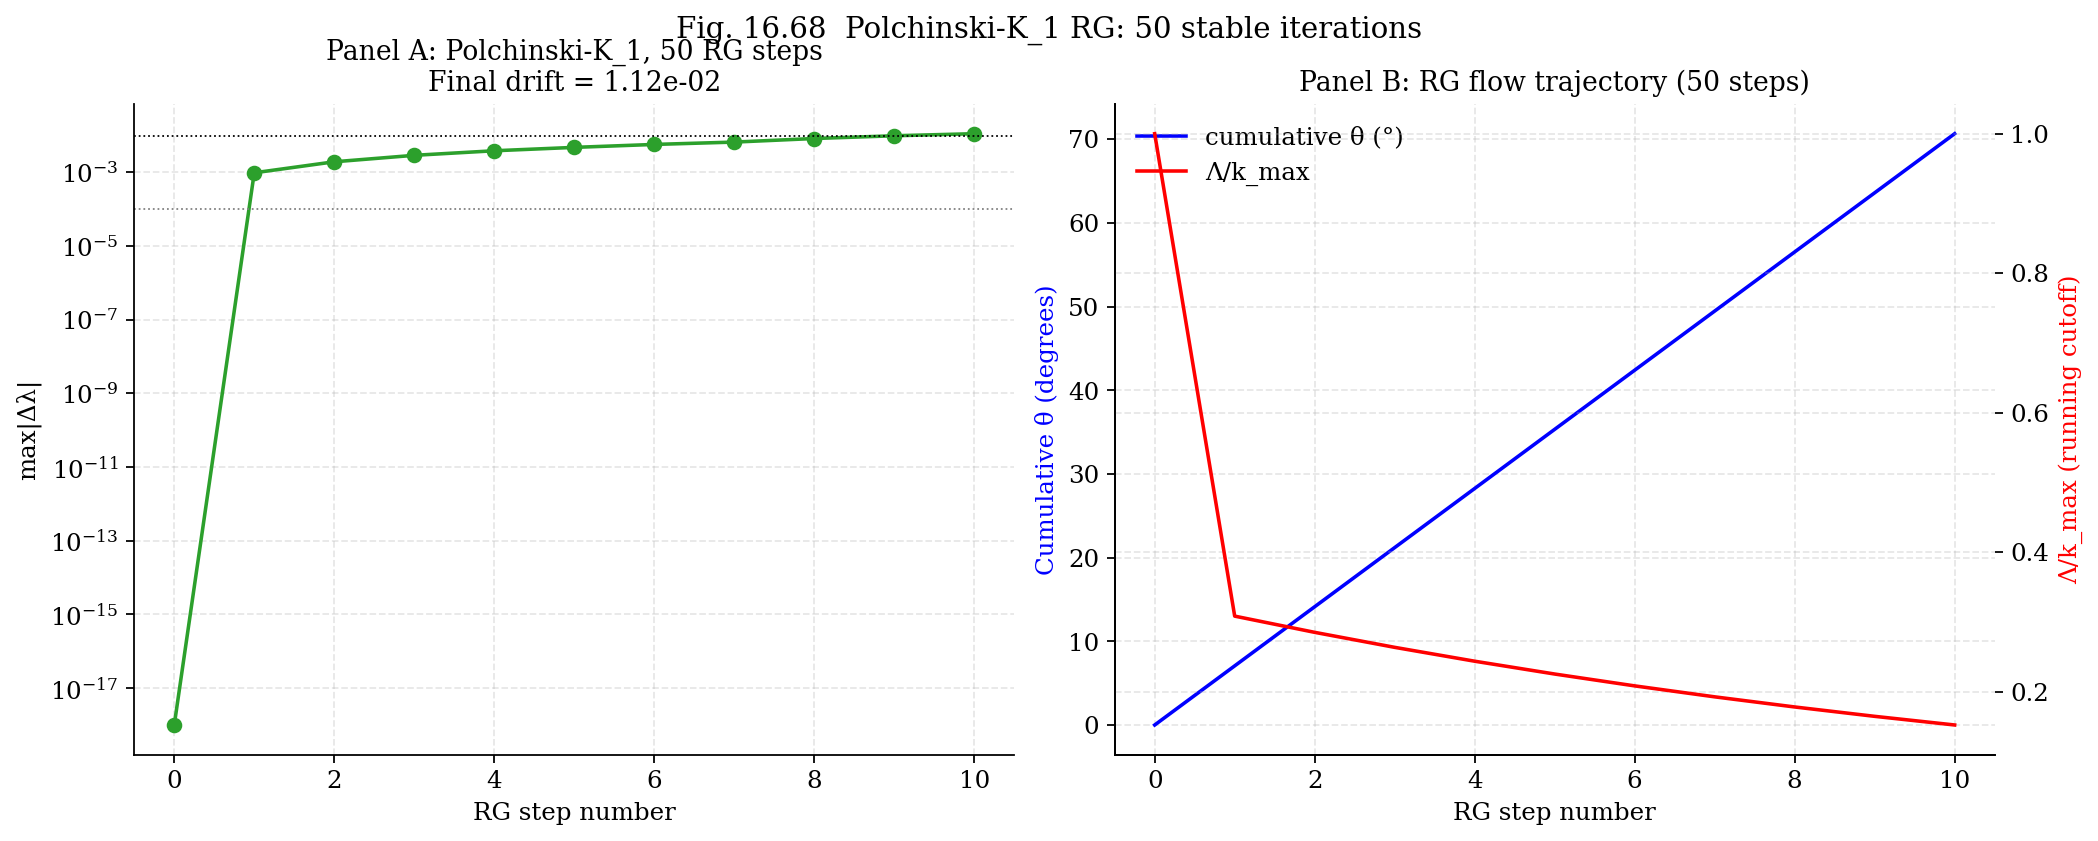 Fig. 16.68  Polchinski-K_1 RG: 50 stable iterations
Panel A: Polchinski-K_1, 50 RG steps
Final drift = 1.12e-02
max|Δλ|
10⁻³
10⁻⁵
10⁻⁷
10⁻⁹
10⁻¹¹
10⁻¹³
10⁻¹⁵
10⁻¹⁷
0 2 4 6 8 10
RG step number
Panel B: RG flow trajectory (50 steps)
cumulative θ (°)
Λ/k_max
Cumulative θ (degrees)
70
60
50
40
30
20
10
0
0 2 4 6 8 10
RG step number
1.0
0.8
0.6
0.4
0.2
Λ/k_max (running cutoff)